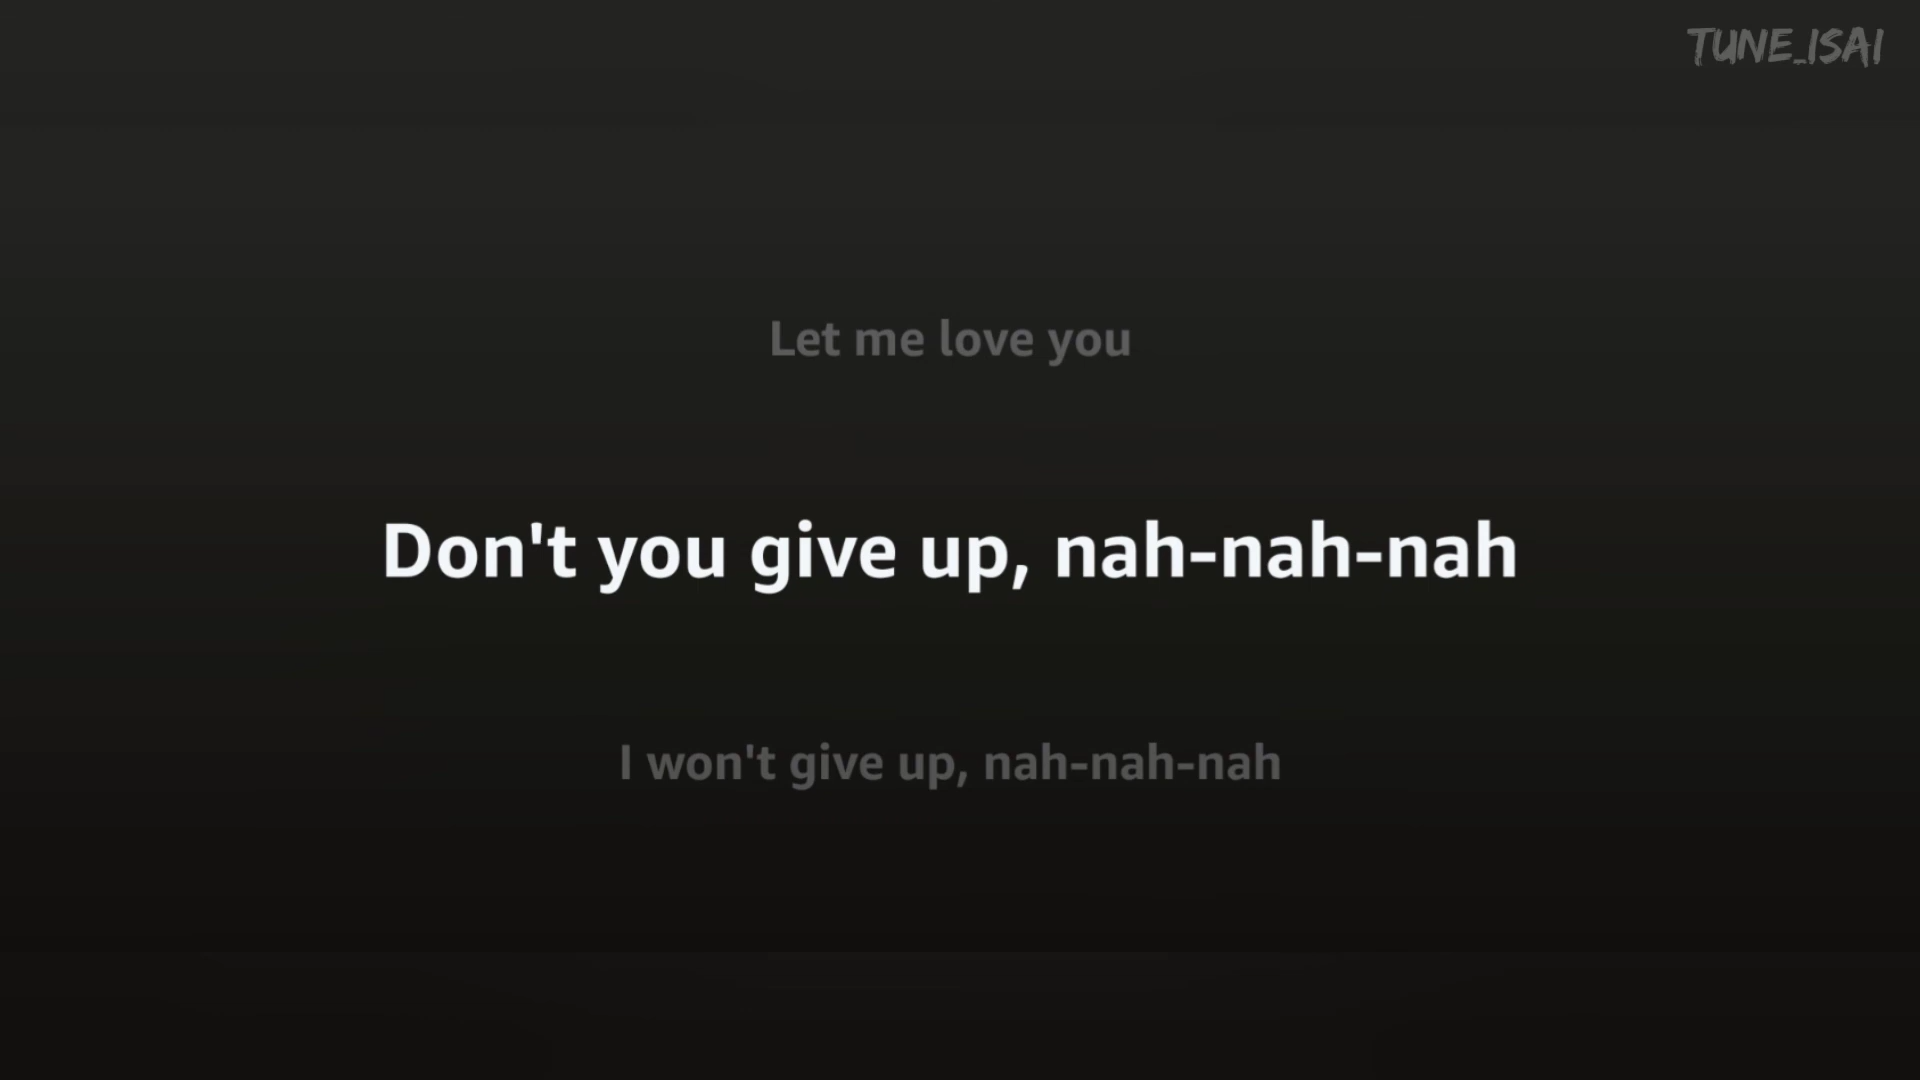 TUNE_ISAI
Let me love you
Don't you give up, nah-nah-nah
I won't give up, nah-nah-nah